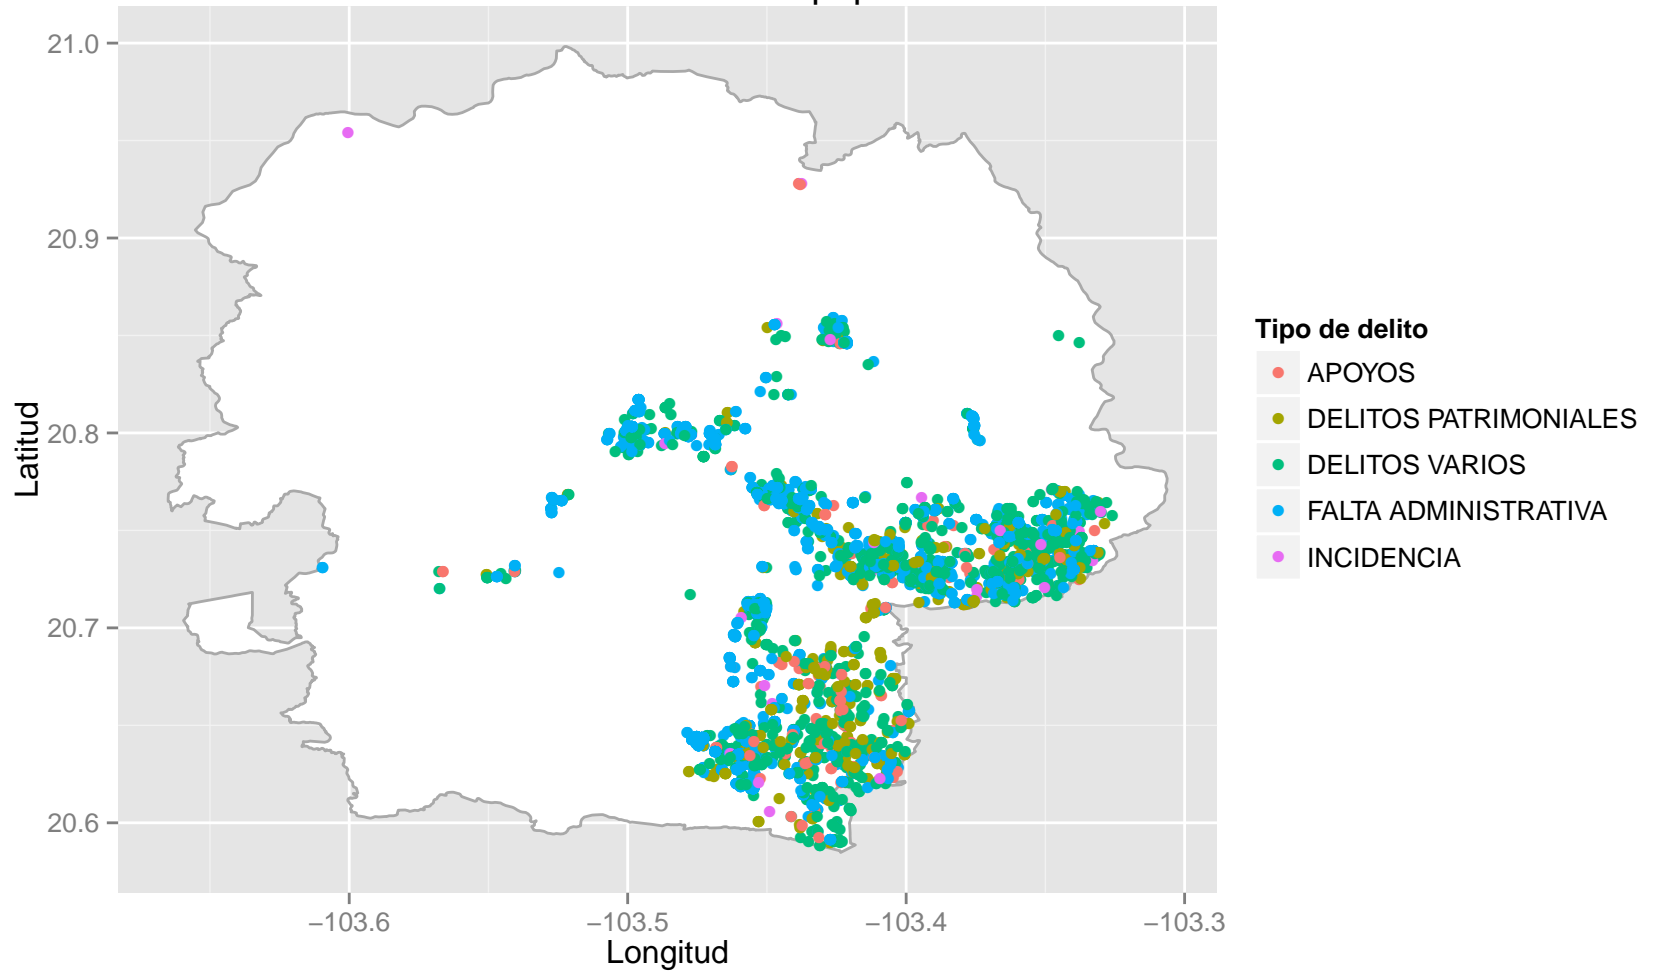 21.0
20.9
20.8
20.7
20.6
Latitud
−103.6
−103.5
−103.4
−103.3
Longitud
Tipo de delito
APOYOS
DELITOS PATRIMONIALES
DELITOS VARIOS
FALTA ADMINISTRATIVA
INCIDENCIA